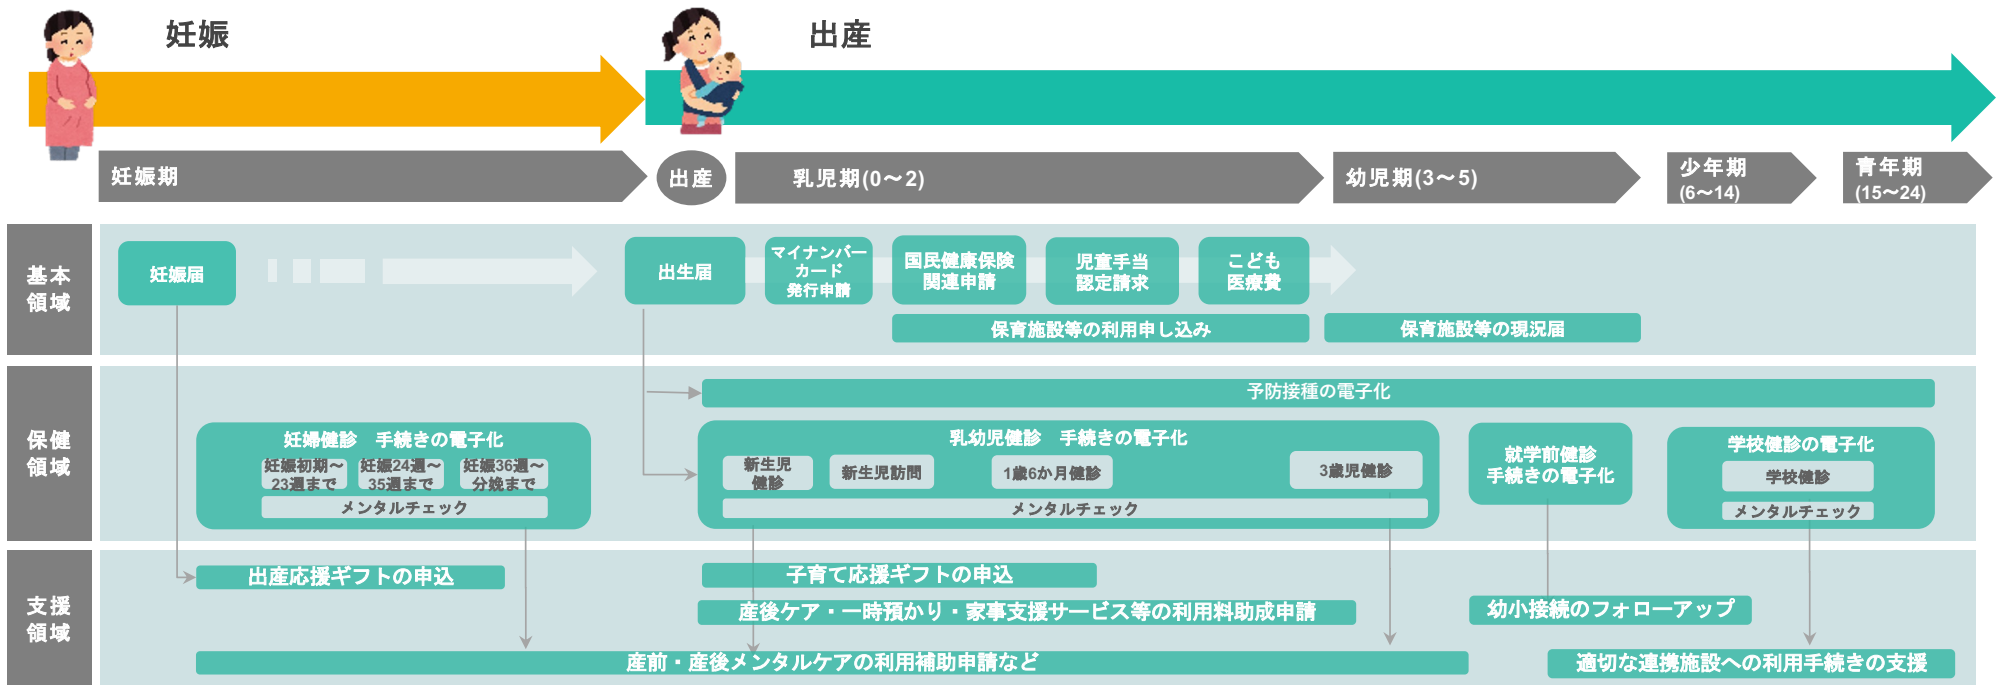 妊娠
出産
妊娠期
出産
乳児期(0〜2)
幼児期(3〜5)
少年期
(6〜14)
青年期
(15〜24)
基本
領域
妊娠届
出生届
マイナンバー
カード
発行申請
国民健康保険
関連申請
児童手当
認定請求
こども
医療費
保育施設等の利用申し込み
保育施設等の現況届
保健
領域
予防接種の電子化
妊婦健診　手続きの電子化
妊娠初期〜
23週まで
妊娠24週〜
35週まで
妊娠36週〜
分娩まで
メンタルチェック
乳幼児健診　手続きの電子化
新生児
健診
新生児訪問
1歳6か月健診
3歳児健診
メンタルチェック
就学前健診
手続きの電子化
学校健診の電子化
学校健診
メンタルチェック
支援
領域
出産応援ギフトの申込
子育て応援ギフトの申込
産後ケア・一時預かり・家事支援サービス等の利用料助成申請
幼小接続のフォローアップ
産前・産後メンタルケアの利用補助申請など
適切な連携施設への利用手続きの支援